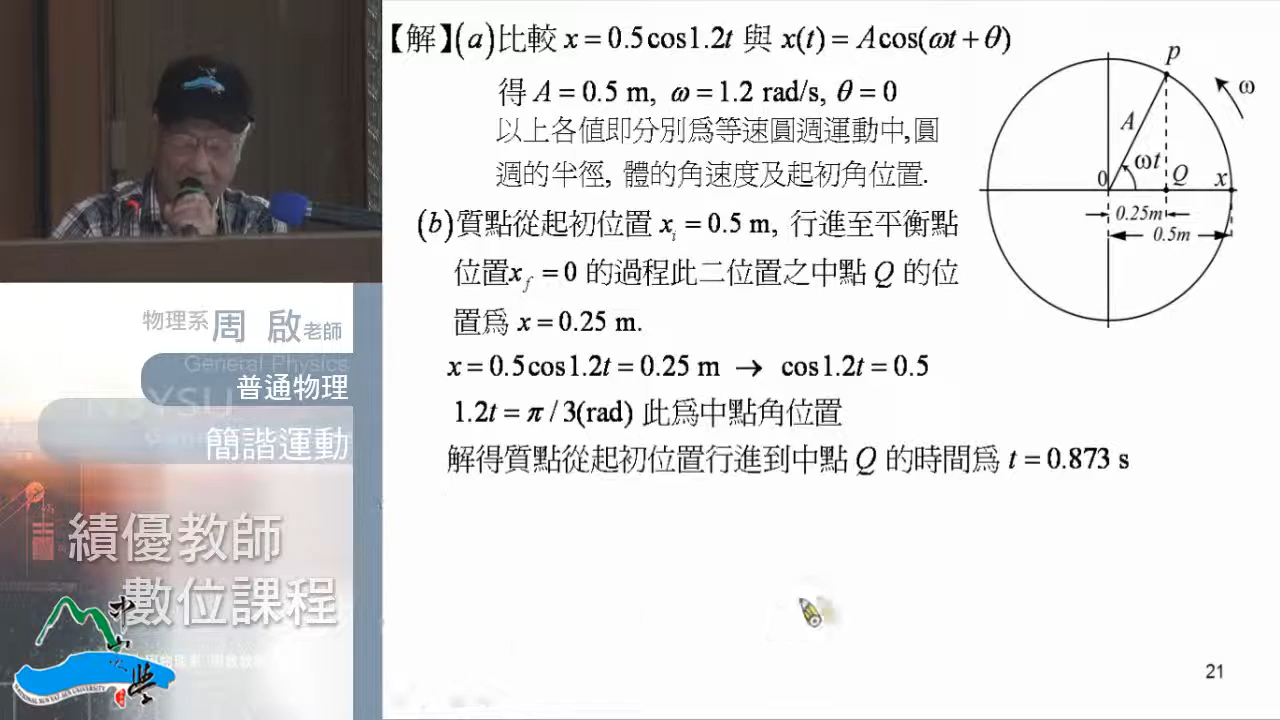 【解】(a)比較 x = 0.5cos1.2t 與 x(t) = Acos(ωt + θ)
得 A = 0.5 m, ω = 1.2 rad/s, θ = 0
以上各值即分別為等速圓週運動中,圓
週的半徑, 體的角速度及起初角位置.
(b)質點從起初位置 xᵢ = 0.5 m, 行進至平衡點
位置x_f = 0 的過程此二位置之中點 Q 的位
置為 x = 0.25 m.
x = 0.5cos1.2t = 0.25 m → cos1.2t = 0.5
1.2t = π / 3(rad) 此為中點角位置
解得質點從起初位置行進到中點 Q 的時間為 t = 0.873 s
P
ω
A
ωt
0
Q
x
0.25m
0.5m
物理系 周 啟 老師
General Physics
普通物理
NSYSU
簡諧運動
績優教師
數位課程
NATIONAL SUN YAT-SEN UNIVERSITY
21